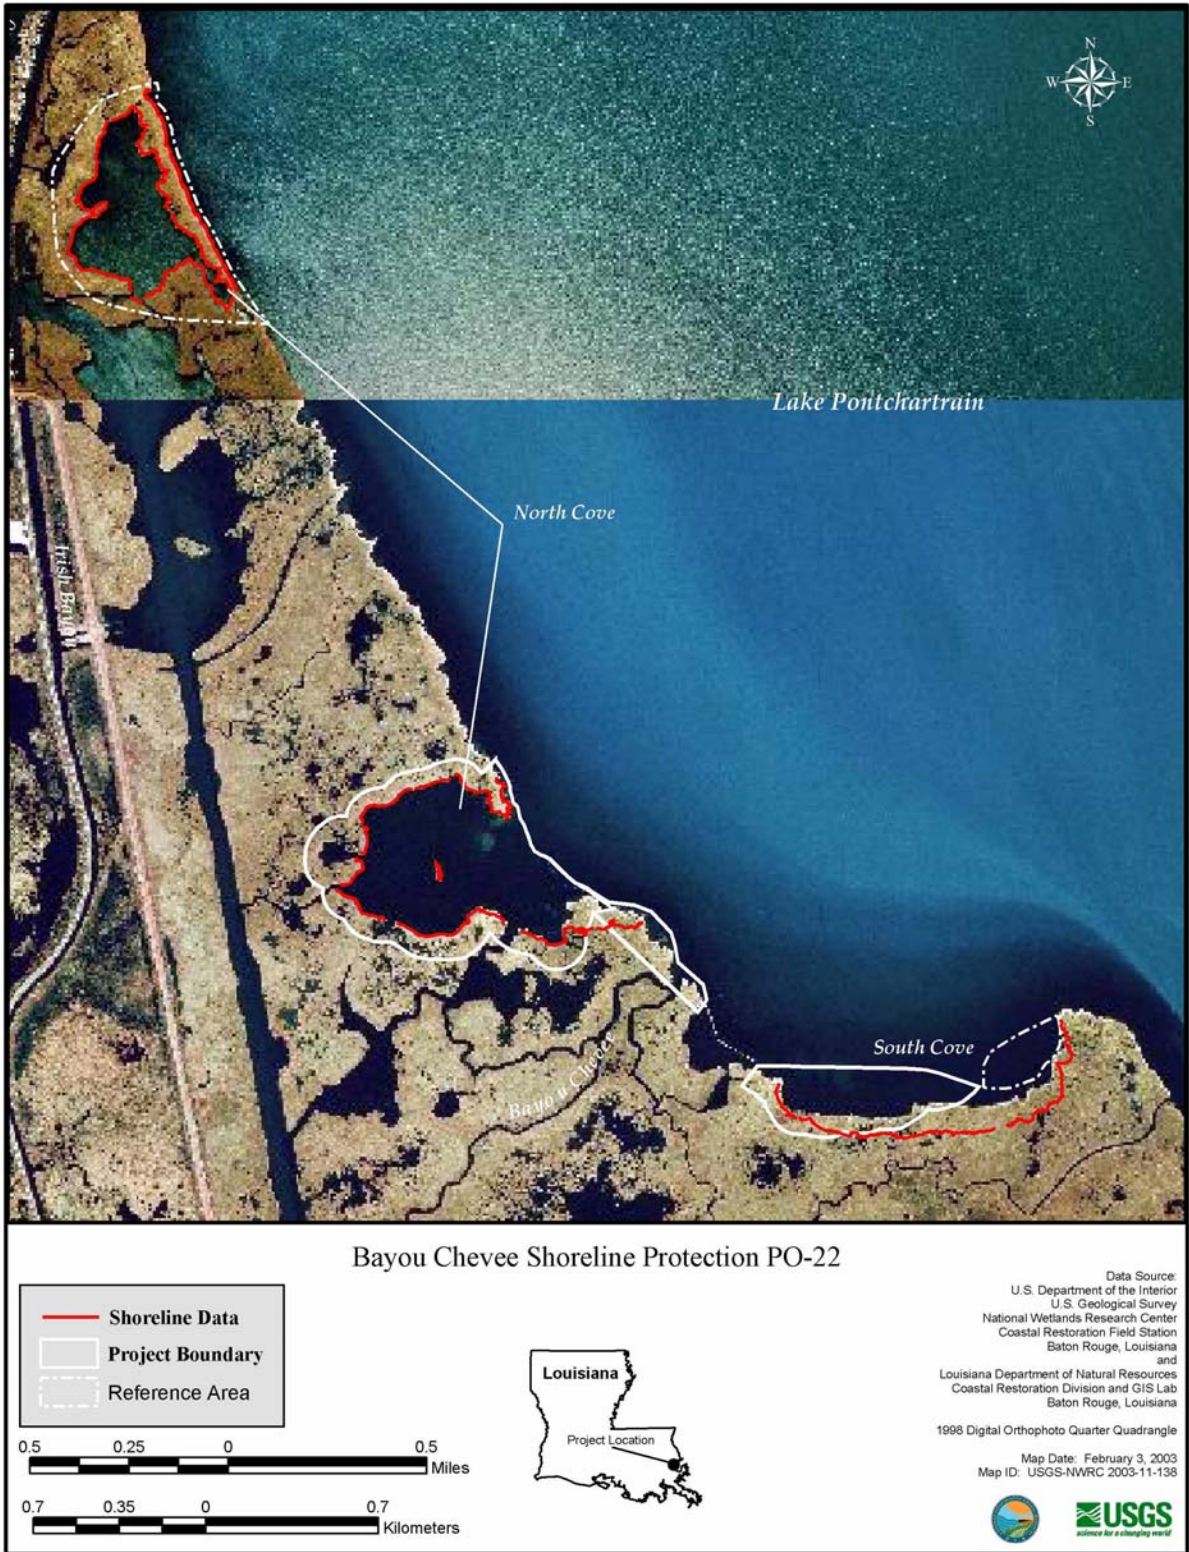 N
W E
S
Lake Pontchartrain
North Cove
Irish Bayou
South Cove
Bayou Chevee
Bayou Chevee Shoreline Protection PO-22
Shoreline Data
Project Boundary
Reference Area
0.5 0.25 0 0.5
Miles
0.7 0.35 0 0.7
Kilometers
Louisiana
Project Location
Data Source:
U.S. Department of the Interior
U.S. Geological Survey
National Wetlands Research Center
Coastal Restoration Field Station
Baton Rouge, Louisiana
and
Louisiana Department of Natural Resources
Coastal Restoration Division and GIS Lab
Baton Rouge, Louisiana
1998 Digital Orthophoto Quarter Quadrangle
Map Date: February 3, 2003
Map ID: USGS-NWRC 2003-11-138
USGS
science for a changing world